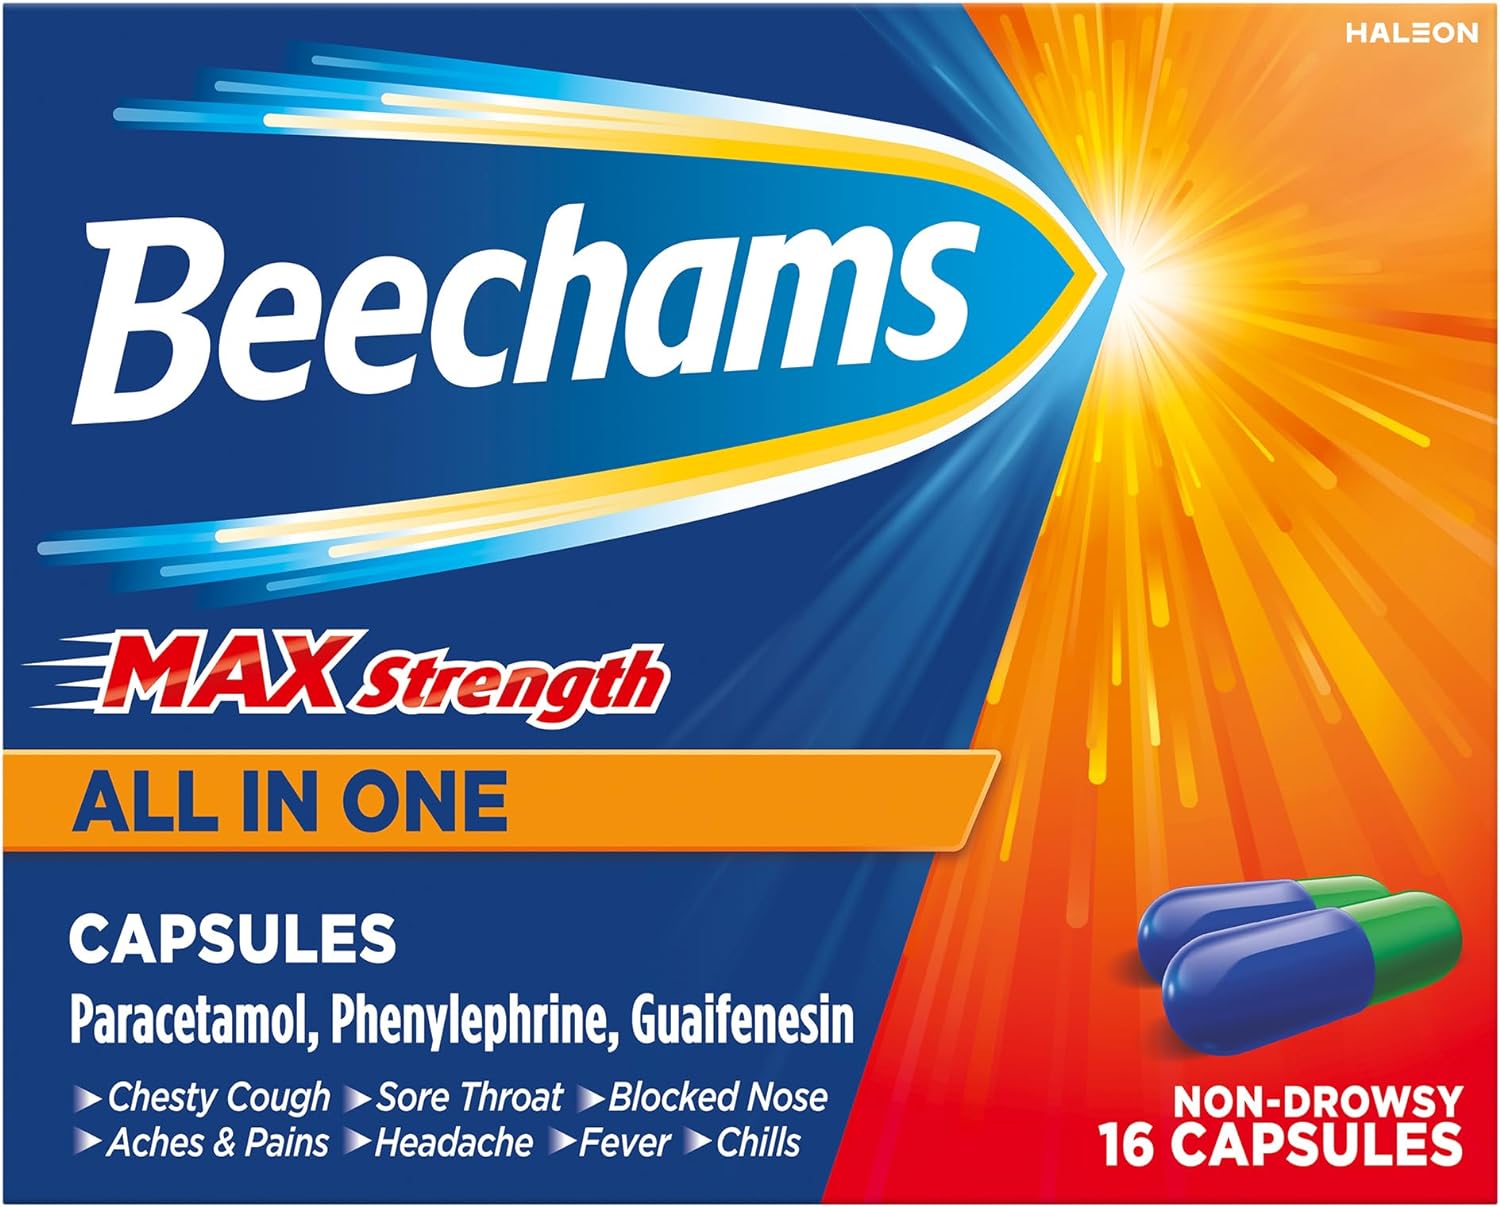 HALEON
Beechams
MAX Strength
ALL IN ONE
CAPSULES
Paracetamol, Phenylephrine, Guaifenesin
Chesty Cough Sore Throat Blocked Nose
Aches & Pains Headache Fever Chills
NON-DROWSY
16 CAPSULES